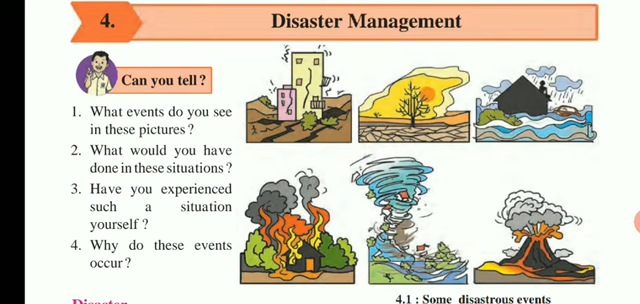 4.
Disaster Management
Can you tell?
1. What events do you see
in these pictures ?
2. What would you have
done in these situations ?
3. Have you experienced
such a situation
yourself ?
4. Why do these events
occur ?
4.1 : Some disastrous events
Disaster